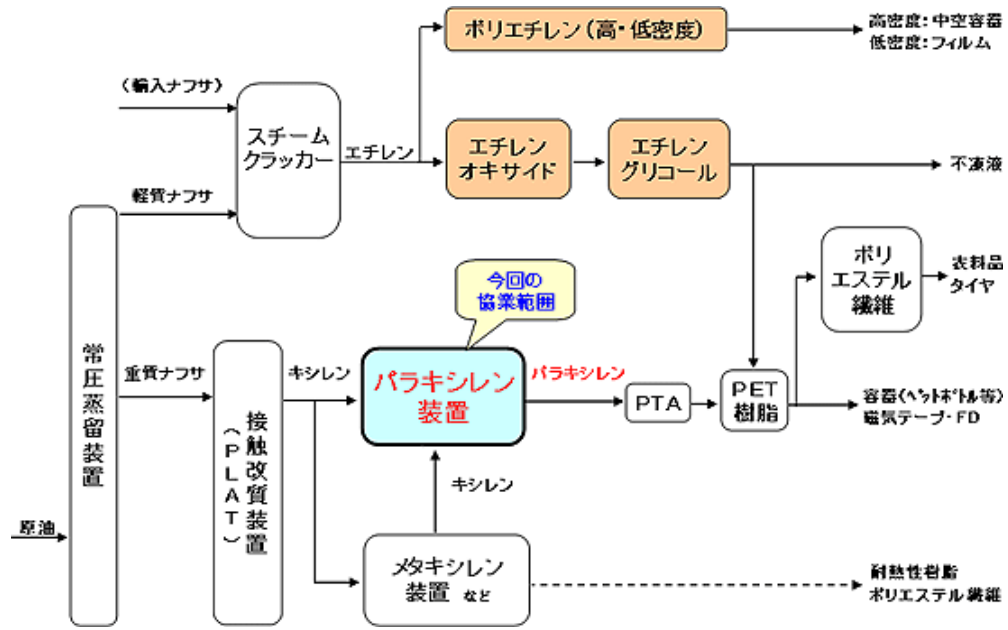 ポリエチレン(高・低密度)
高密度:中空容器
低密度:フィルム
(輸入ナフサ)
スチーム
クラッカー
エチレン
エチレン
オキサイド
エチレン
グリコール
不凍液
軽質ナフサ
ポリ
エステル
繊維
衣料品
タイヤ
今回の
協業範囲
常圧蒸留装置
重質ナフサ
接触改質装置
(PLAT)
キシレン
パラキシレン
装置
パラキシレン
PTA
PET
樹脂
容器(ペットボトル等)
磁気テープ・FD
キシレン
原油
メタキシレン
装置 など
耐熱性樹脂
ポリエステル繊維